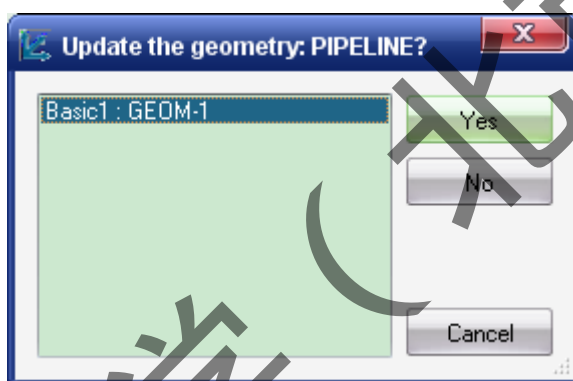 Update the geometry: PIPELINE?
Basic1 : GEOM-1
Yes
No
Cancel